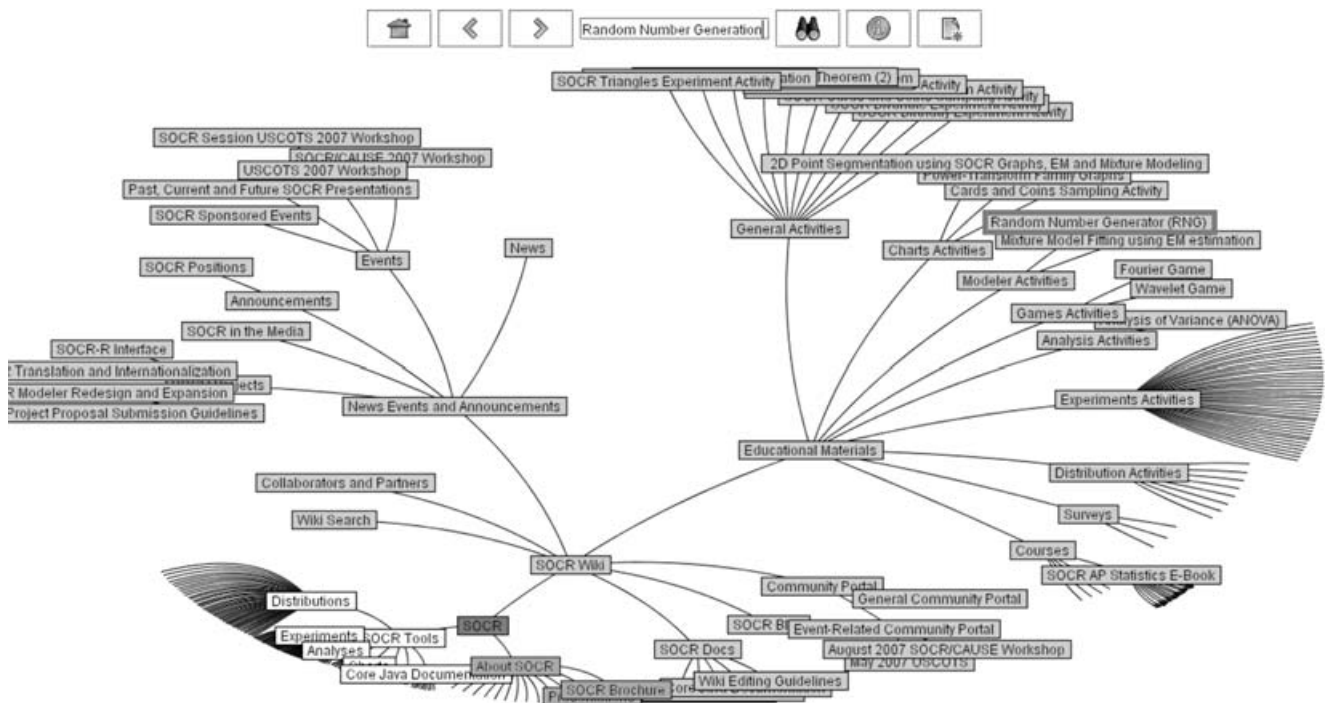 Random Number Generation
SOCR Triangles Experiment Activity
Theorem (2)
Activity
Activity
SOCR Session USCOTS 2007 Workshop
SOCR/CAUSE 2007 Workshop
USCOTS 2007 Workshop
Past, Current and Future SOCR Presentations
SOCR Sponsored Events
Events
News
2D Point Segmentation using SOCR Graphs, EM and Mixture Modeling
Power-Transform Family Graphs
Cards and Coins Sampling Activity
General Activities
Random Number Generator (RNG)
Mixture Model Fitting using EM estimation
Charts Activities
SOCR Positions
Announcements
SOCR in the Media
Modeler Activities
Fourier Game
Wavelet Game
Games Activities
Analysis of Variance (ANOVA)
Analysis Activities
SOCR-R Interface
Translation and Internationalization
R Modeler Redesign and Expansion
Project Proposal Submission Guidelines
News Events and Announcements
Experiments Activities
Educational Materials
Distribution Activities
Collaborators and Partners
Wiki Search
Surveys
Courses
SOCR AP Statistics E-Book
SOCR Wiki
Community Portal
General Community Portal
Distributions
SOCR
Event-Related Community Portal
Experiments
SOCR Tools
Analyses
SOCR Docs
August 2007 SOCR/CAUSE Workshop
May 2007 USCOTS
Charts
Core Java Documentation
About SOCR
Wiki Editing Guidelines
SOCR Brochure